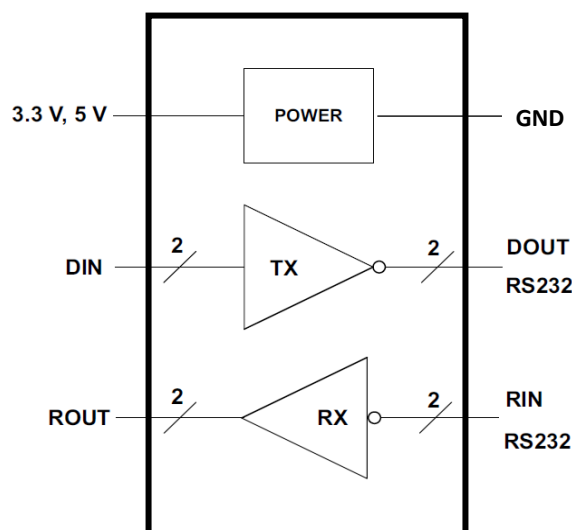 3.3 V, 5 V
POWER
GND
DIN
2
TX
2
DOUT
RS232
ROUT
2
RX
2
RIN
RS232